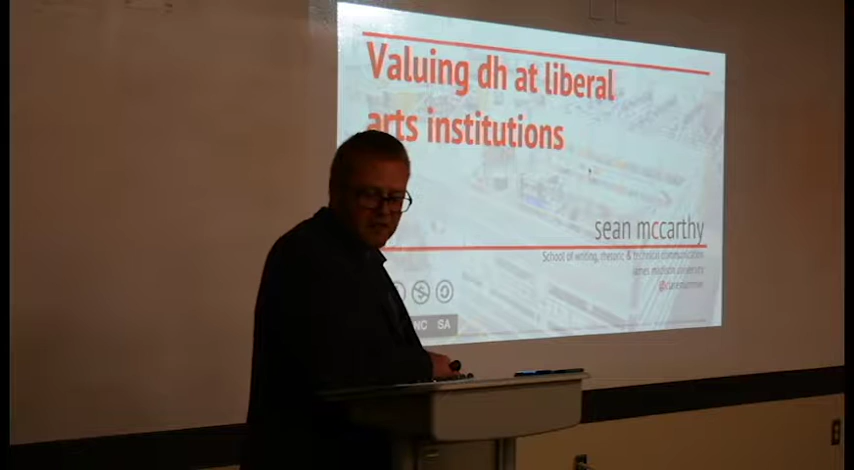 Valuing dh at liberal
arts institutions
sean mccarthy
School of writing, rhetoric & technical communication
james madison university
NC SA